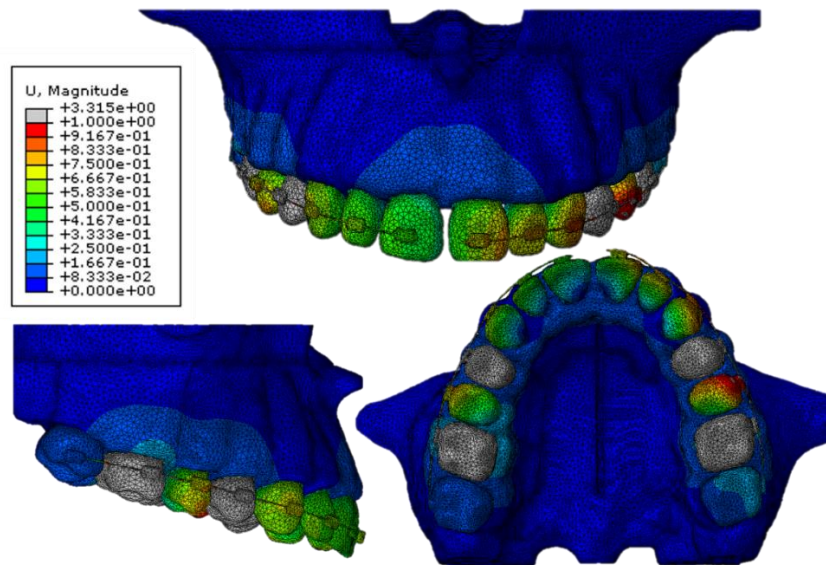 U, Magnitude
+3.315e+00
+1.000e+00
+9.167e-01
+8.333e-01
+7.500e-01
+6.667e-01
+5.833e-01
+5.000e-01
+4.167e-01
+3.333e-01
+2.500e-01
+1.667e-01
+8.333e-02
+0.000e+00